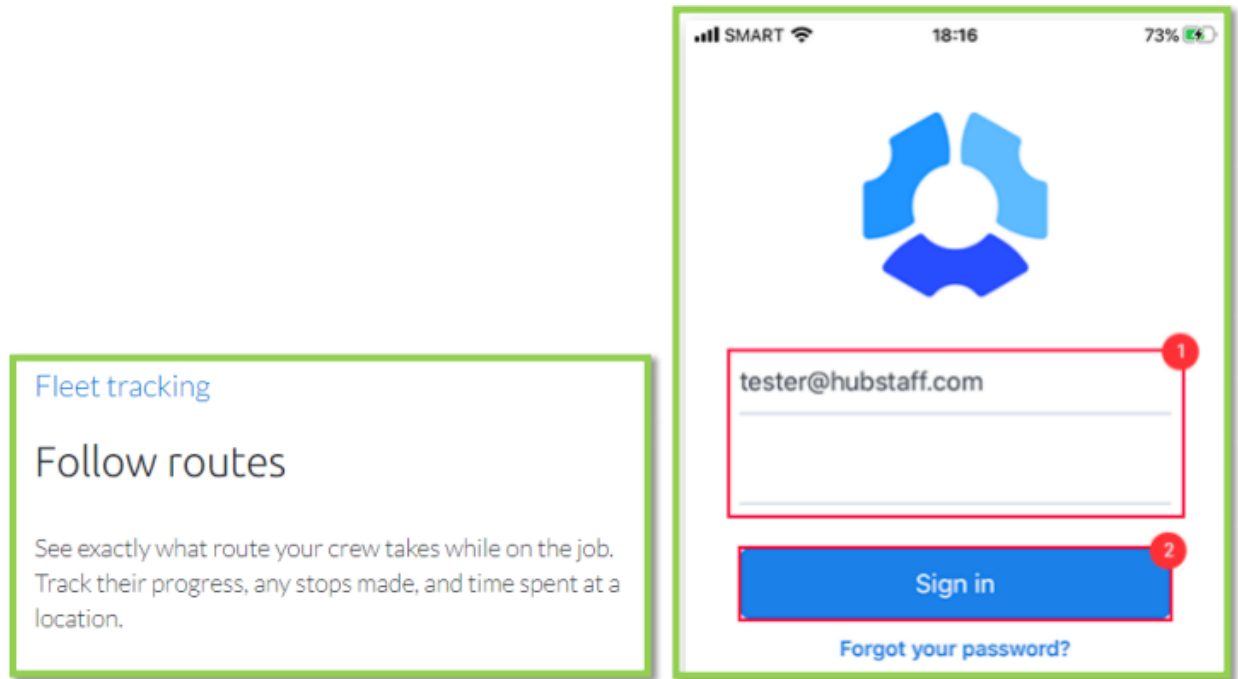 Fleet tracking
Follow routes
See exactly what route your crew takes while on the job.
Track their progress, any stops made, and time spent at a
location.
SMART 18:16 73%
1
tester@hubstaff.com
2
Sign in
Forgot your password?